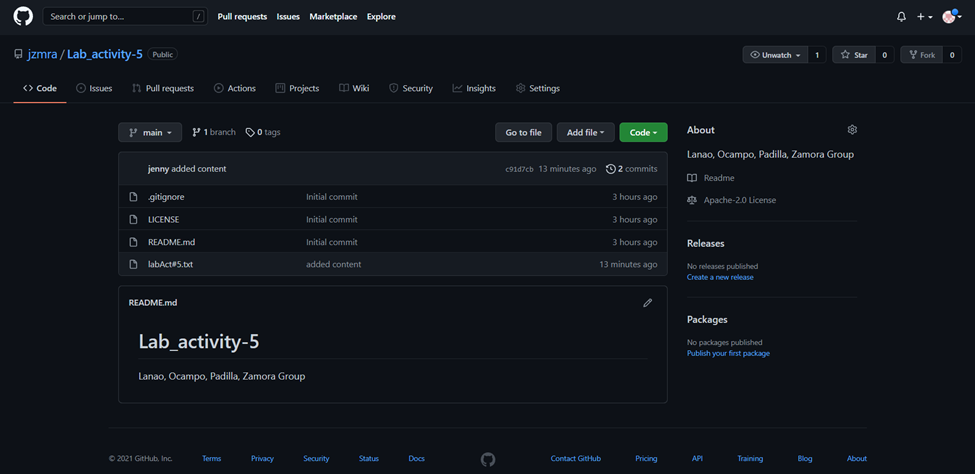 Search or jump to... /
Pull requests Issues Marketplace Explore
jzmra / Lab_activity-5 Public
Unwatch 1 Star 0 Fork 0
Code Issues Pull requests Actions Projects Wiki Security Insights Settings
main 1 branch 0 tags Go to file Add file Code
jenny added content c91d7cb 13 minutes ago 2 commits
.gitignore Initial commit 3 hours ago
LICENSE Initial commit 3 hours ago
README.md Initial commit 3 hours ago
labAct#5.txt added content 13 minutes ago
README.md
Lab_activity-5
Lanao, Ocampo, Padilla, Zamora Group
About
Lanao, Ocampo, Padilla, Zamora Group
Readme
Apache-2.0 License
Releases
No releases published
Create a new release
Packages
No packages published
Publish your first package
© 2021 GitHub, Inc. Terms Privacy Security Status Docs Contact GitHub Pricing API Training Blog About